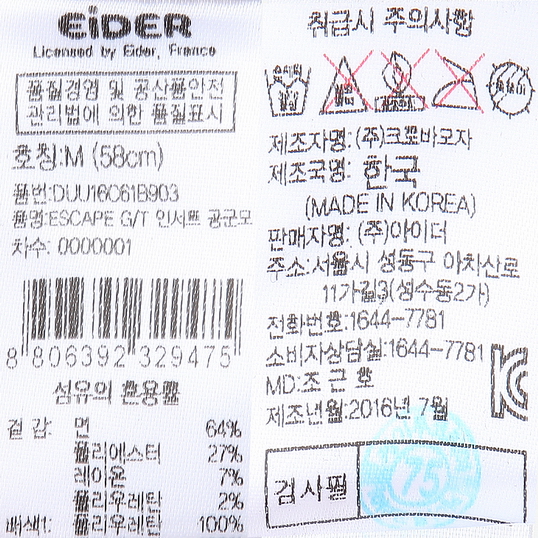 EiDER
Licensed by Eider, France
품질경영 및 공산품안전
관리법에 의한 품질표시
호칭:M (58cm)
품번:DUU16C61B903
품명:ESCAPE G/T 인서트 공군모
차수: 0000001
8 806392 329475
섬유의 혼용률
겉 감: 면 64%
폴리에스터 27%
레이온 7%
폴리우레탄 2%
배색1: 폴리우레탄 100%
취급시 주의사항
제조자명: (주)크로바모자
제조국명: 한국
(MADE IN KOREA)
판매자명: (주)아이더
주소:서울시 성동구 아차산로
11가길3(성수동2가)
전화번호:1644-7781
소비자상담실:1644-7781
MD:조 근 호
제조년월:2016년 7월
검사필
75